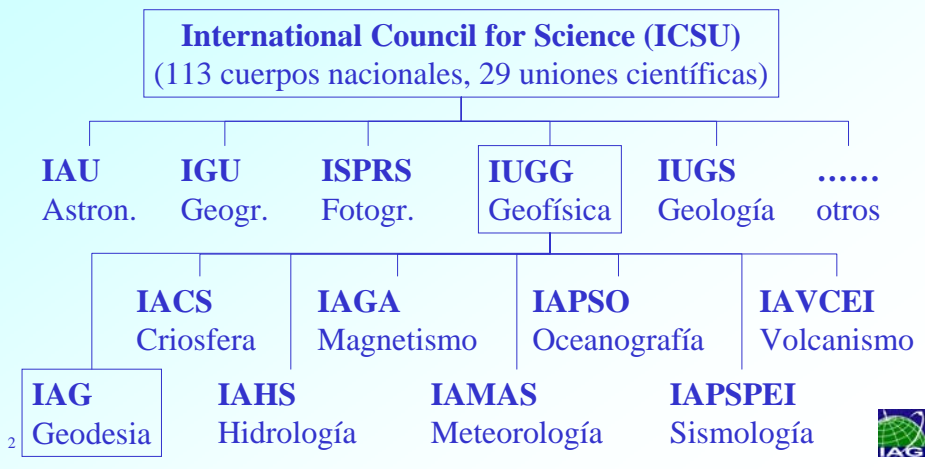 International Council for Science (ICSU)
(113 cuerpos nacionales, 29 uniones científicas)
IAU IGU ISPRS IUGG IUGS ......
Astron. Geogr. Fotogr. Geofísica Geología otros
IACS IAGA IAPSO IAVCEI
Criosfera Magnetismo Oceanografía Volcanismo
IAG IAHS IAMAS IAPSPEI
Geodesia Hidrología Meteorología Sismología
2
IAG